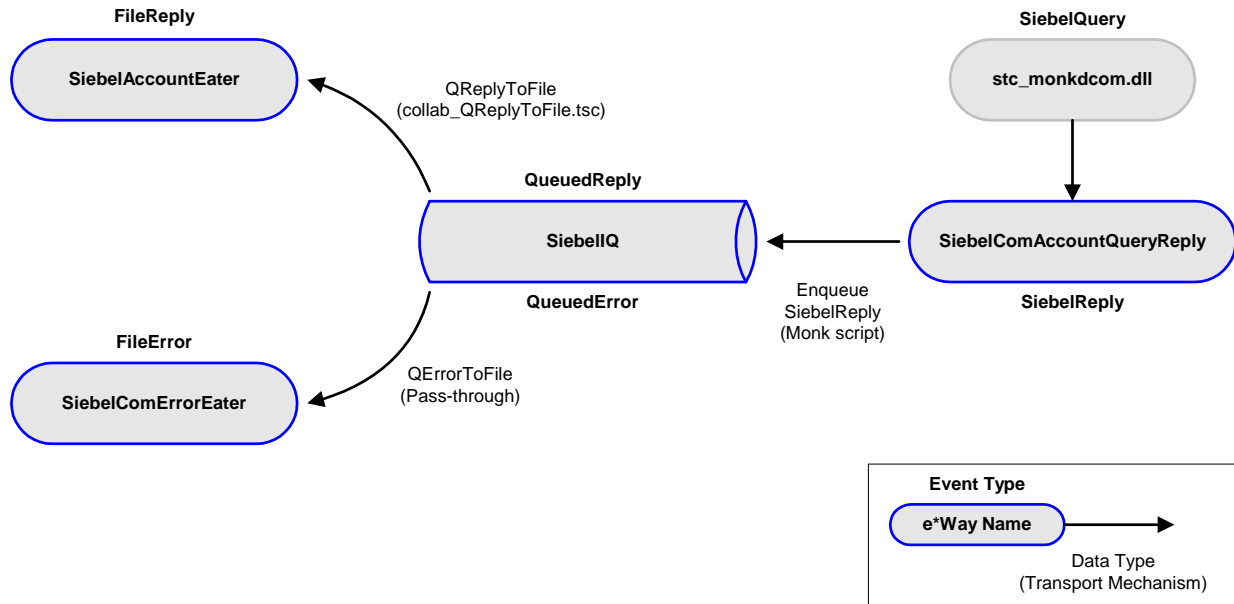 FileReply
SiebelAccountEater
SiebelQuery
stc_monkdcom.dll
QReplyToFile
(collab_QReplyToFile.tsc)
QueuedReply
SiebelIQ
QueuedError
SiebelComAccountQueryReply
SiebelReply
Enqueue
SiebelReply
(Monk script)
FileError
SiebelComErrorEater
QErrorToFile
(Pass-through)
Event Type
e*Way Name
Data Type
(Transport Mechanism)